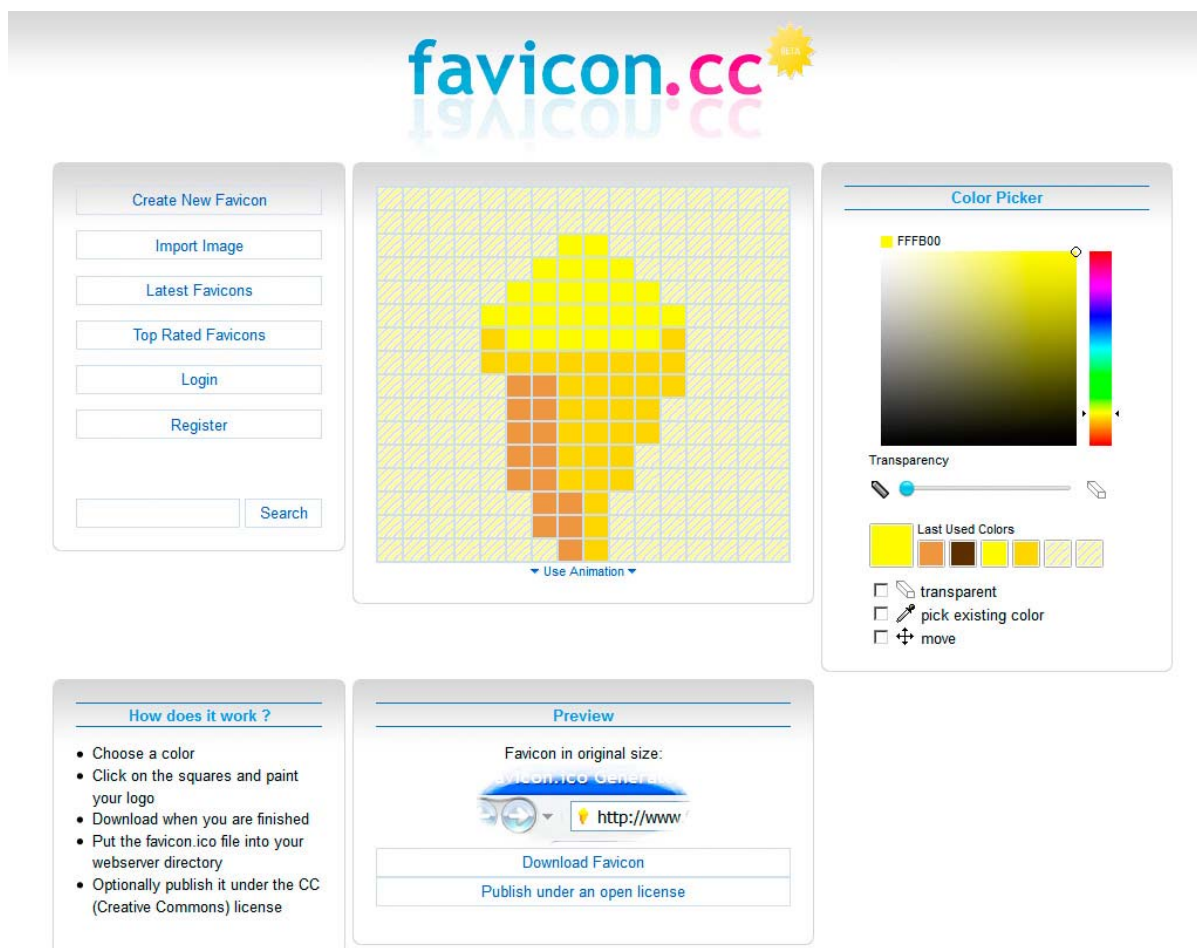 favicon.cc
BETA
Create New Favicon
Import Image
Latest Favicons
Top Rated Favicons
Login
Register
Search
Use Animation
Color Picker
FFFB00
Transparency
Last Used Colors
transparent
pick existing color
move
How does it work ?
Choose a color
Click on the squares and paint
your logo
Download when you are finished
Put the favicon.ico file into your
webserver directory
Optionally publish it under the CC
(Creative Commons) license
Preview
Favicon in original size:
avicon.ico Genera
http://www
Download Favicon
Publish under an open license